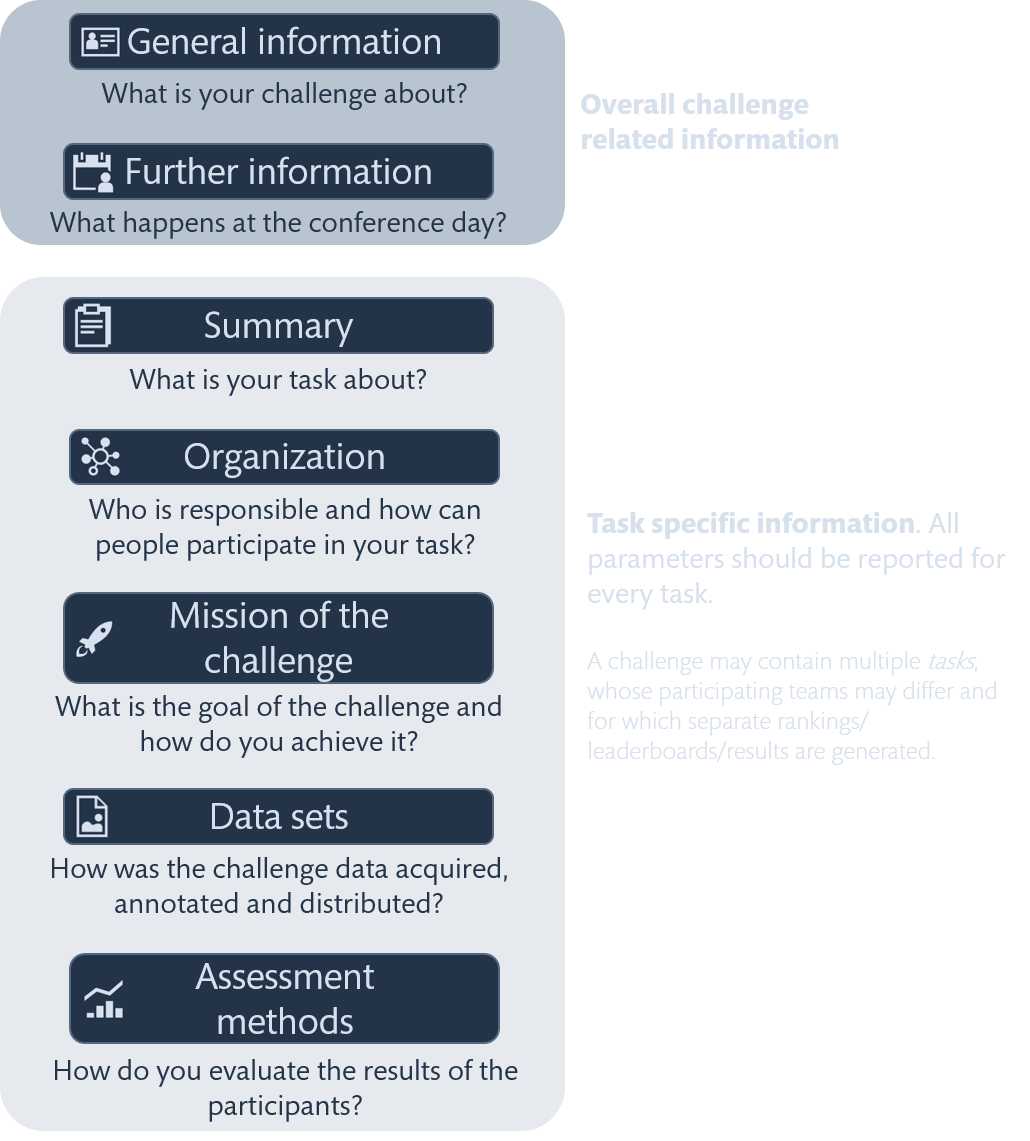 General information
What is your challenge about?
Further information
What happens at the conference day?
Overall challenge
related information
Summary
What is your task about?
Organization
Who is responsible and how can
people participate in your task?
Mission of the
challenge
What is the goal of the challenge and
how do you achieve it?
Data sets
How was the challenge data acquired,
annotated and distributed?
Assessment
methods
How do you evaluate the results of the
participants?
Task specific information. All
parameters should be reported for
every task.
A challenge may contain multiple tasks,
whose participating teams may differ and
for which separate rankings/
leaderboards/results are generated.